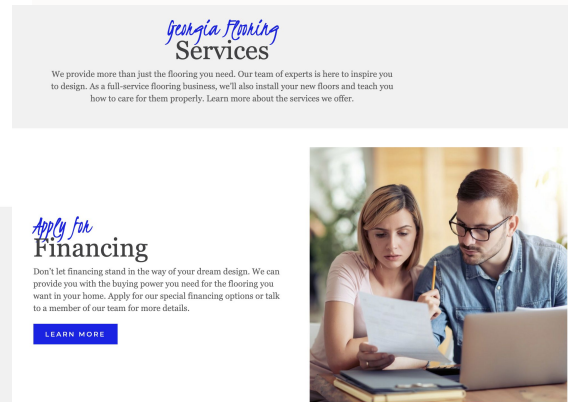 Georgia Flooring
Services
We provide more than just the flooring you need. Our team of experts is here to inspire you
to design. As a full-service flooring business, we'll also install your new floors and teach you
how to care for them properly. Learn more about the services we offer.
Apply for
Financing
Don't let financing stand in the way of your dream design. We can
provide you with the buying power you need for the flooring you
want in your home. Apply for our special financing options or talk
to a member of our team for more details.
LEARN MORE